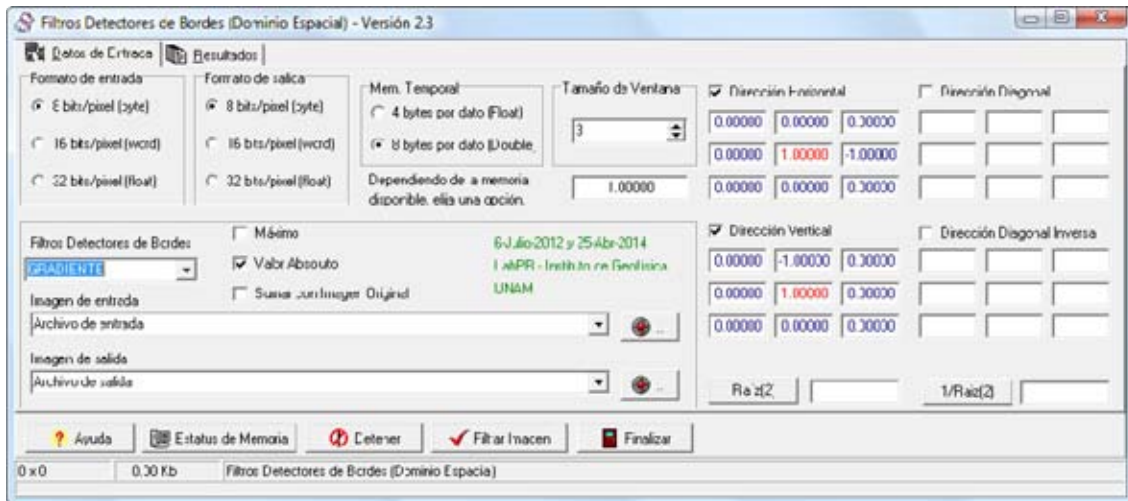 Filtros Detectores de Bordes (Dominio Espacial) - Versión 2.3
Datos de Entrada
Resultados
Formato de entrada
8 bits/pixel (byte)
16 bits/pixel (word)
32 bits/pixel (float)
Formato de salida
8 bits/pixel (byte)
16 bits/pixel (word)
32 bits/pixel (float)
Mem. Temporal
4 bytes por dato (Float)
8 bytes por dato (Double)
Dependiendo de la memoria
disponible, elija una opción.
Tamaño de Ventana
3
1.00000
Dirección Horizontal
0.00000 0.00000 0.00000
0.00000 1.00000 -1.00000
0.00000 0.00000 0.00000
Dirección Diagonal
Filtros Detectores de Bordes
GRADIENTE
Máximo
Valor Absoluto
Sumar con Imagen Original
6-Julio-2012 y 25-Abr-2014
LabPR - Instituto de Geofísica
UNAM
Imagen de entrada
Archivo de entrada
...
Imagen de salida
Archivo de salida
...
Dirección Vertical
0.00000 -1.00000 0.00000
0.00000 1.00000 0.00000
0.00000 0.00000 0.00000
Dirección Diagonal Inversa
Raiz(2)
1/Raiz(2)
Ayuda
Estatus de Memoria
Detener
Filtrar Imagen
Finalizar
0 x 0
0.00 Kb
Filtros Detectores de Bordes (Dominio Espacial)